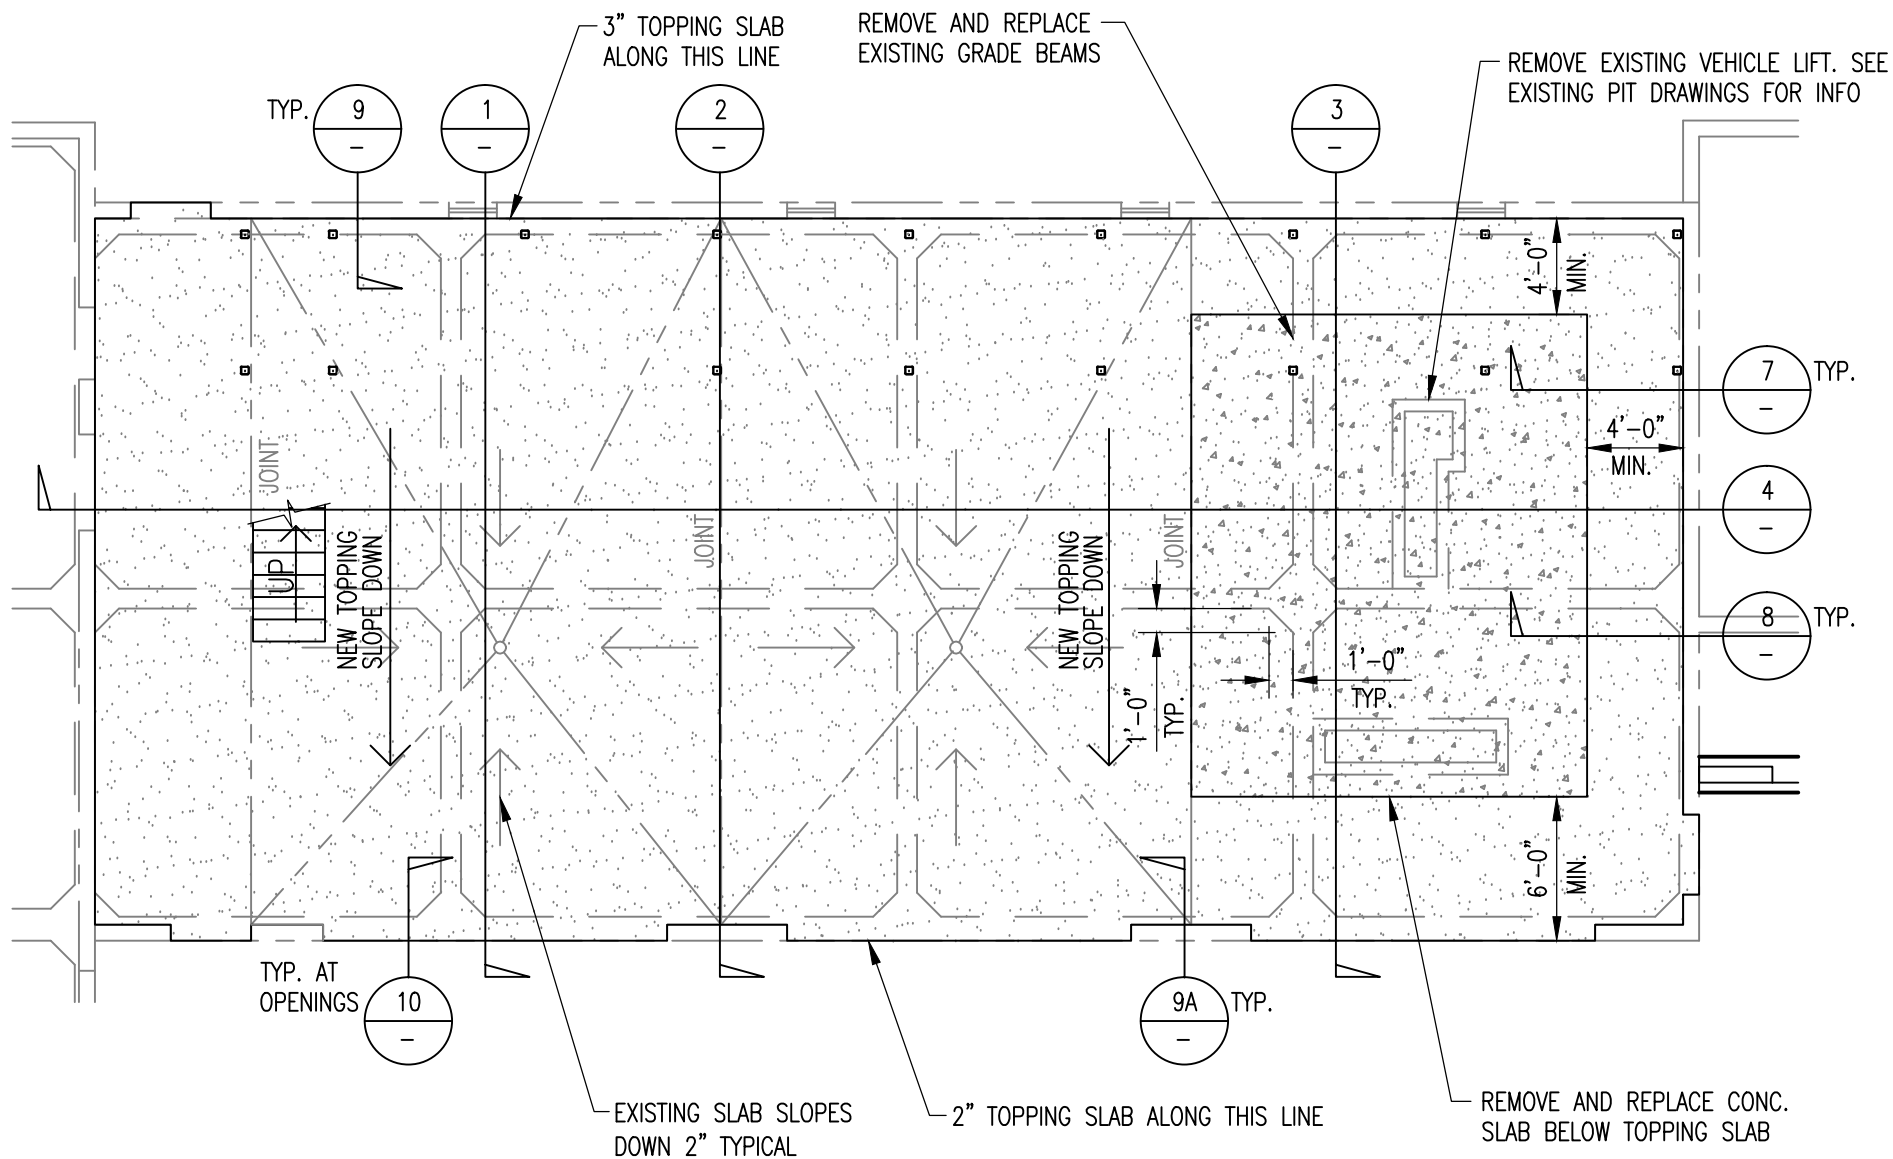 3" TOPPING SLAB
ALONG THIS LINE
REMOVE AND REPLACE
EXISTING GRADE BEAMS
REMOVE EXISTING VEHICLE LIFT. SEE
EXISTING PIT DRAWINGS FOR INFO
TYP.
9
–
1
–
2
–
3
–
4'-0"
MIN.
7
–
TYP.
4'-0"
MIN.
4
–
JOINT
UP
NEW TOPPING
SLOPE DOWN
JOINT
NEW TOPPING
SLOPE DOWN
JOINT
8
–
TYP.
1'-0"
TYP.
1'-0"
TYP.
6'-0"
MIN.
TYP. AT
OPENINGS
10
–
9A
–
TYP.
EXISTING SLAB SLOPES
DOWN 2" TYPICAL
2" TOPPING SLAB ALONG THIS LINE
REMOVE AND REPLACE CONC.
SLAB BELOW TOPPING SLAB